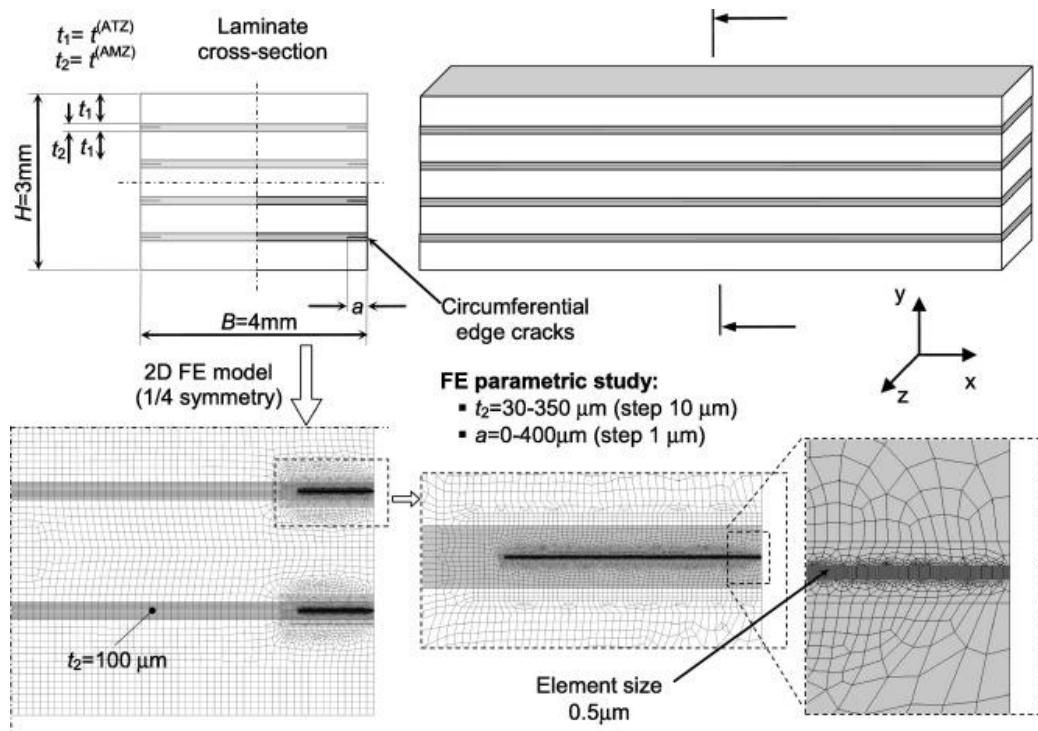 t₁= t⁽ᴬᵀᶻ⁾
t₂= t⁽ᴬᴹᶻ⁾
Laminate
cross-section
t₁
t₂
t₁
H=3mm
a
B=4mm
Circumferential
edge cracks
y
x
z
2D FE model
(1/4 symmetry)
FE parametric study:
▪ t₂=30-350 μm (step 10 μm)
▪ a=0-400μm (step 1 μm)
t₂=100 μm
Element size
0.5μm